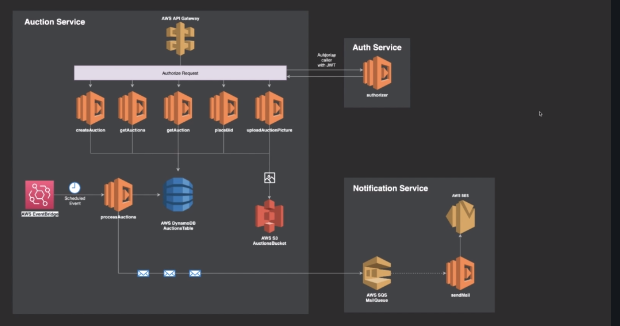 Auction Service
AWS API Gateway
Authorize Request
Authorize
caller
with JWT
Auth Service
authorizer
createAuction
getAuctions
getAuction
placeBid
uploadAuctionPicture
AWS EventBridge
Scheduled
Event
processAuctions
AWS DynamoDB
AuctionsTable
AWS S3
AuctionsBucket
Notification Service
AWS SES
AWS SQS
MailQueue
sendMail